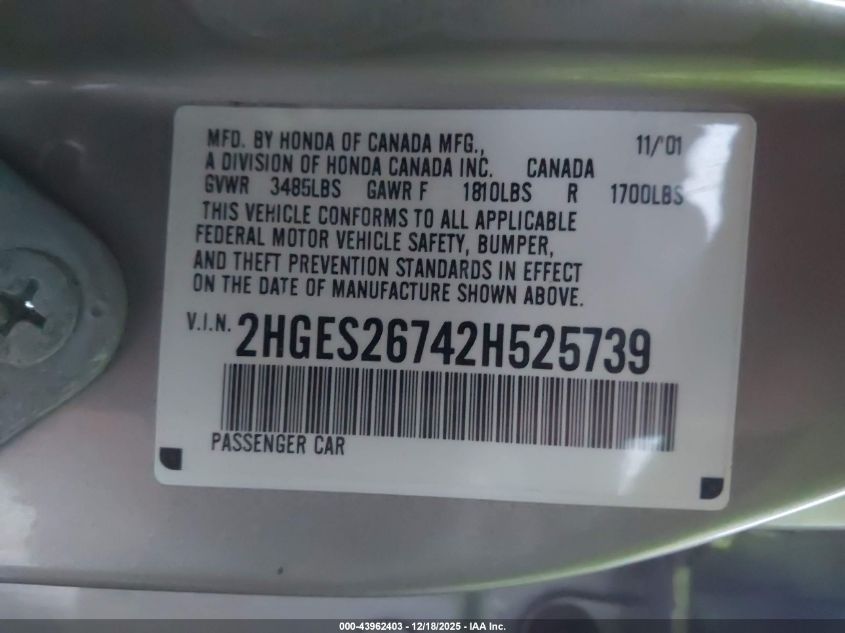 MFD. BY HONDA OF CANADA MFG., 11/'01
A DIVISION OF HONDA CANADA INC. CANADA
GVWR 3485LBS GAWR F 1810LBS R 1700LBS
THIS VEHICLE CONFORMS TO ALL APPLICABLE
FEDERAL MOTOR VEHICLE SAFETY, BUMPER,
AND THEFT PREVENTION STANDARDS IN EFFECT
ON THE DATE OF MANUFACTURE SHOWN ABOVE.
V.I.N. 2HGES26742H525739
PASSENGER CAR
000-43962403 - 12/18/2025 - IAA Inc.